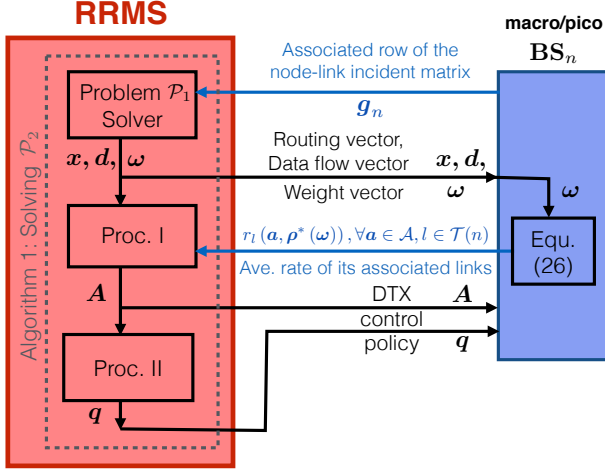 RRMS
macro/pico
BSₙ
Algorithm 1: Solving 𝒫₂
Problem 𝒫₁
Solver
Associated row of the
node-link incident matrix
gₙ
x, d, ω
Routing vector,
Data flow vector
Weight vector
x, d,
ω
ω
Proc. I
rₗ (a, ρ* (ω)) , ∀a ∈ 𝒜, l ∈ 𝒯(n)
Ave. rate of its associated links
Equ.
(26)
A
DTX
control
policy
A
q
Proc. II
q